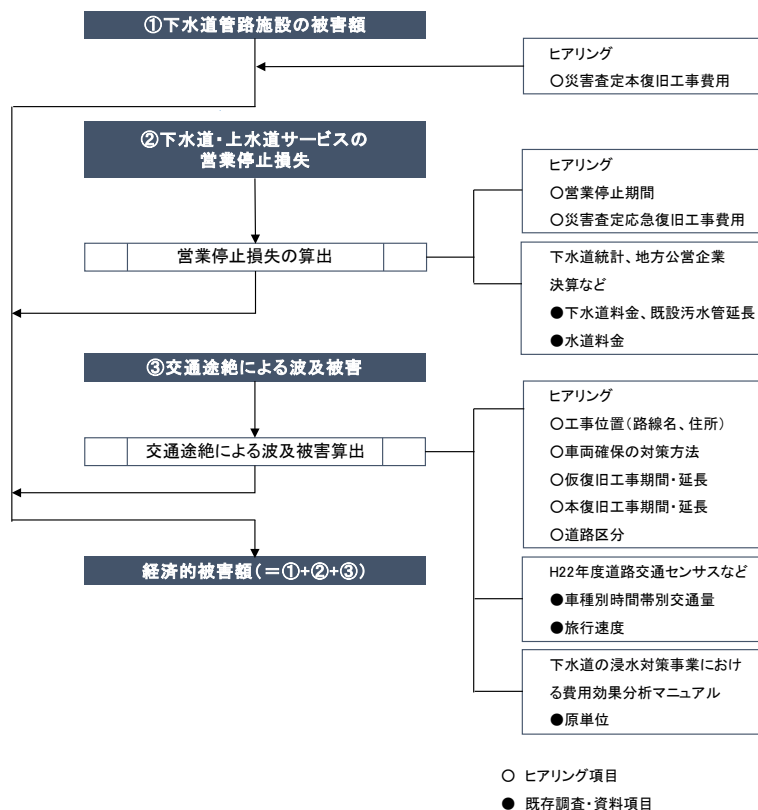 ①下水道管路施設の被害額
ヒアリング
○災害査定本復旧工事費用
②下水道・上水道サービスの
営業停止損失
ヒアリング
○営業停止期間
○災害査定応急復旧工事費用
営業停止損失の算出
下水道統計、地方公営企業
決算など
●下水道料金、既設汚水管延長
●水道料金
③交通途絶による波及被害
ヒアリング
○工事位置(路線名、住所)
○車両確保の対策方法
○仮復旧工事期間・延長
○本復旧工事期間・延長
○道路区分
交通途絶による波及被害算出
経済的被害額(=①+②+③)
H22年度道路交通センサスなど
●車種別時間帯別交通量
●旅行速度
下水道の浸水対策事業におけ
る費用効果分析マニュアル
●原単位
○ ヒアリング項目
● 既存調査・資料項目